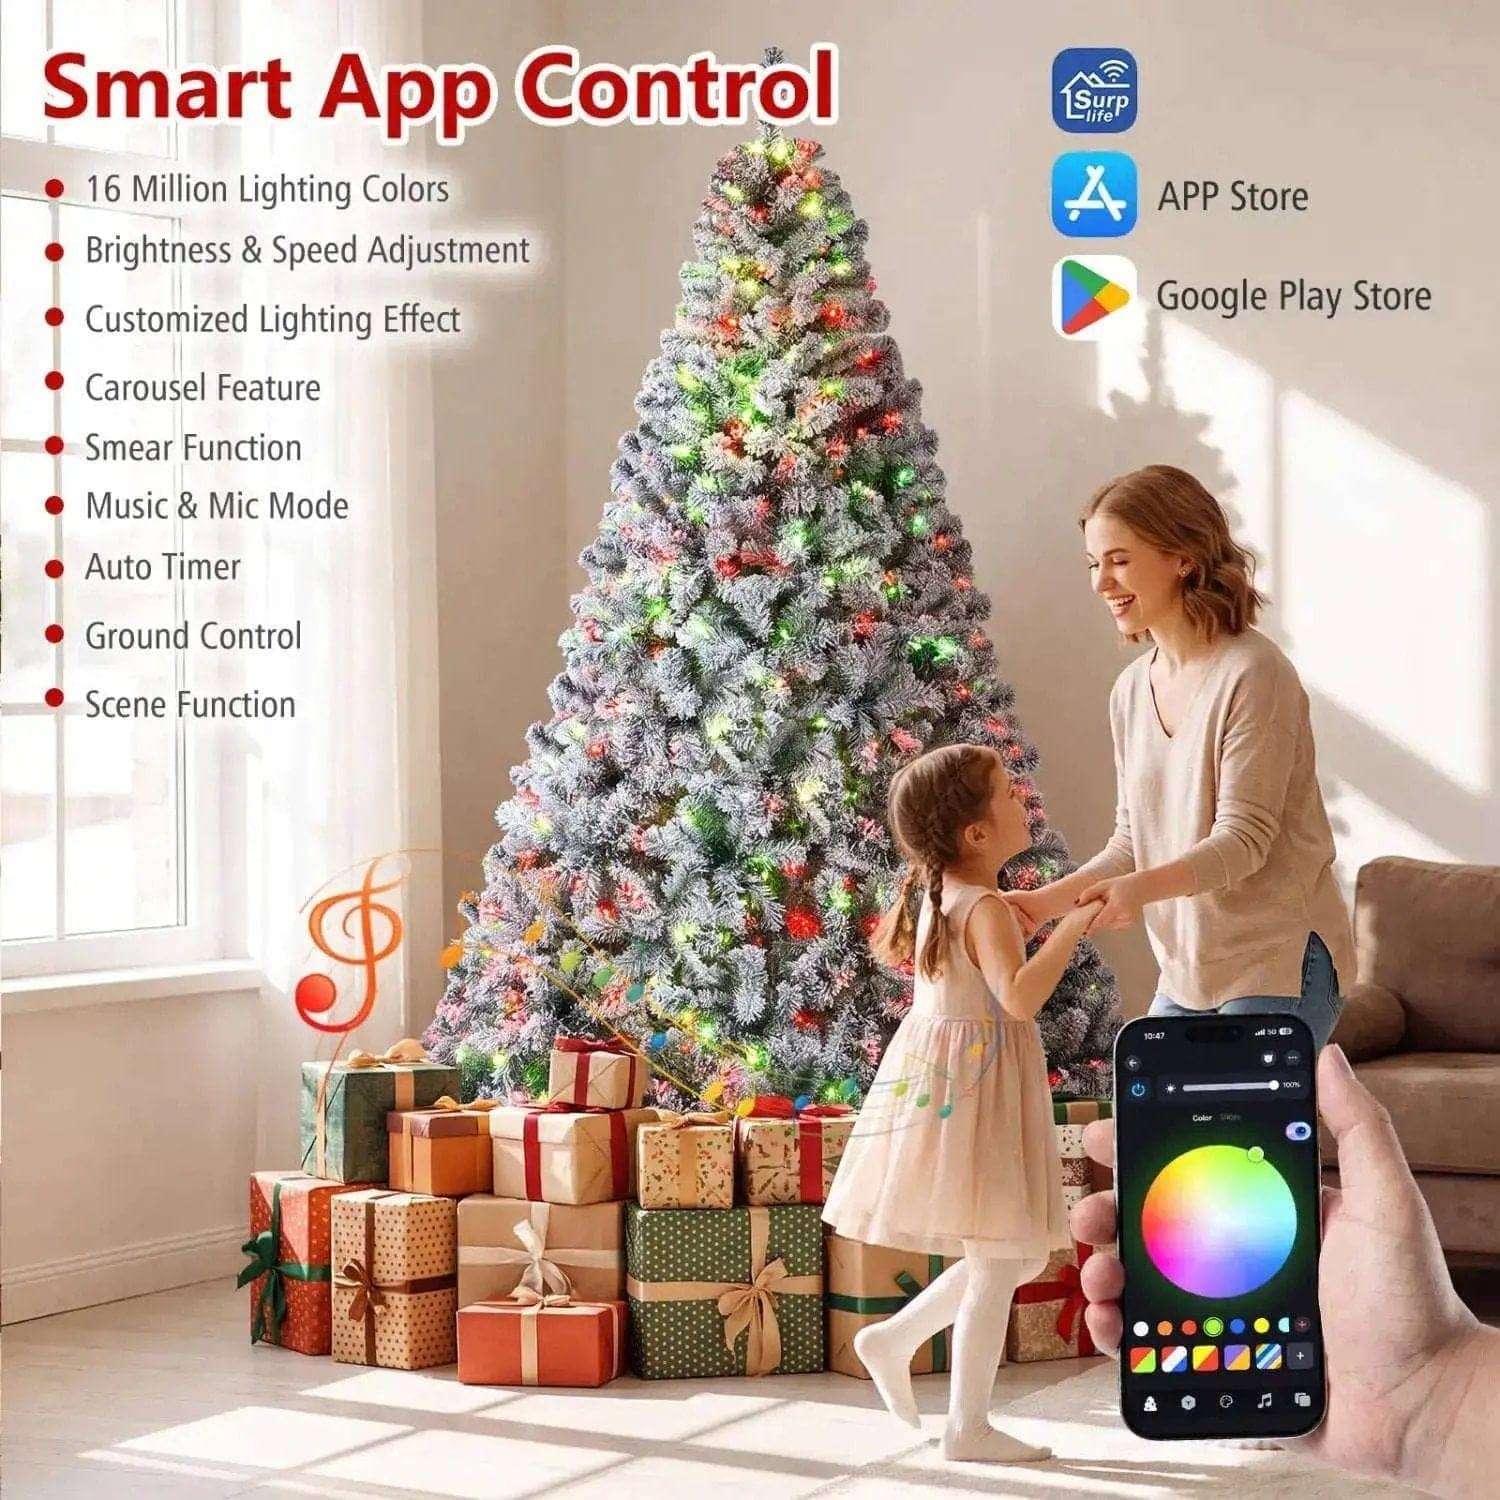 Smart App Control
16 Million Lighting Colors
Brightness & Speed Adjustment
Customized Lighting Effect
Carousel Feature
Smear Function
Music & Mic Mode
Auto Timer
Ground Control
Scene Function
Surp
life
APP Store
Google Play Store
10:47
5G
100%
Color